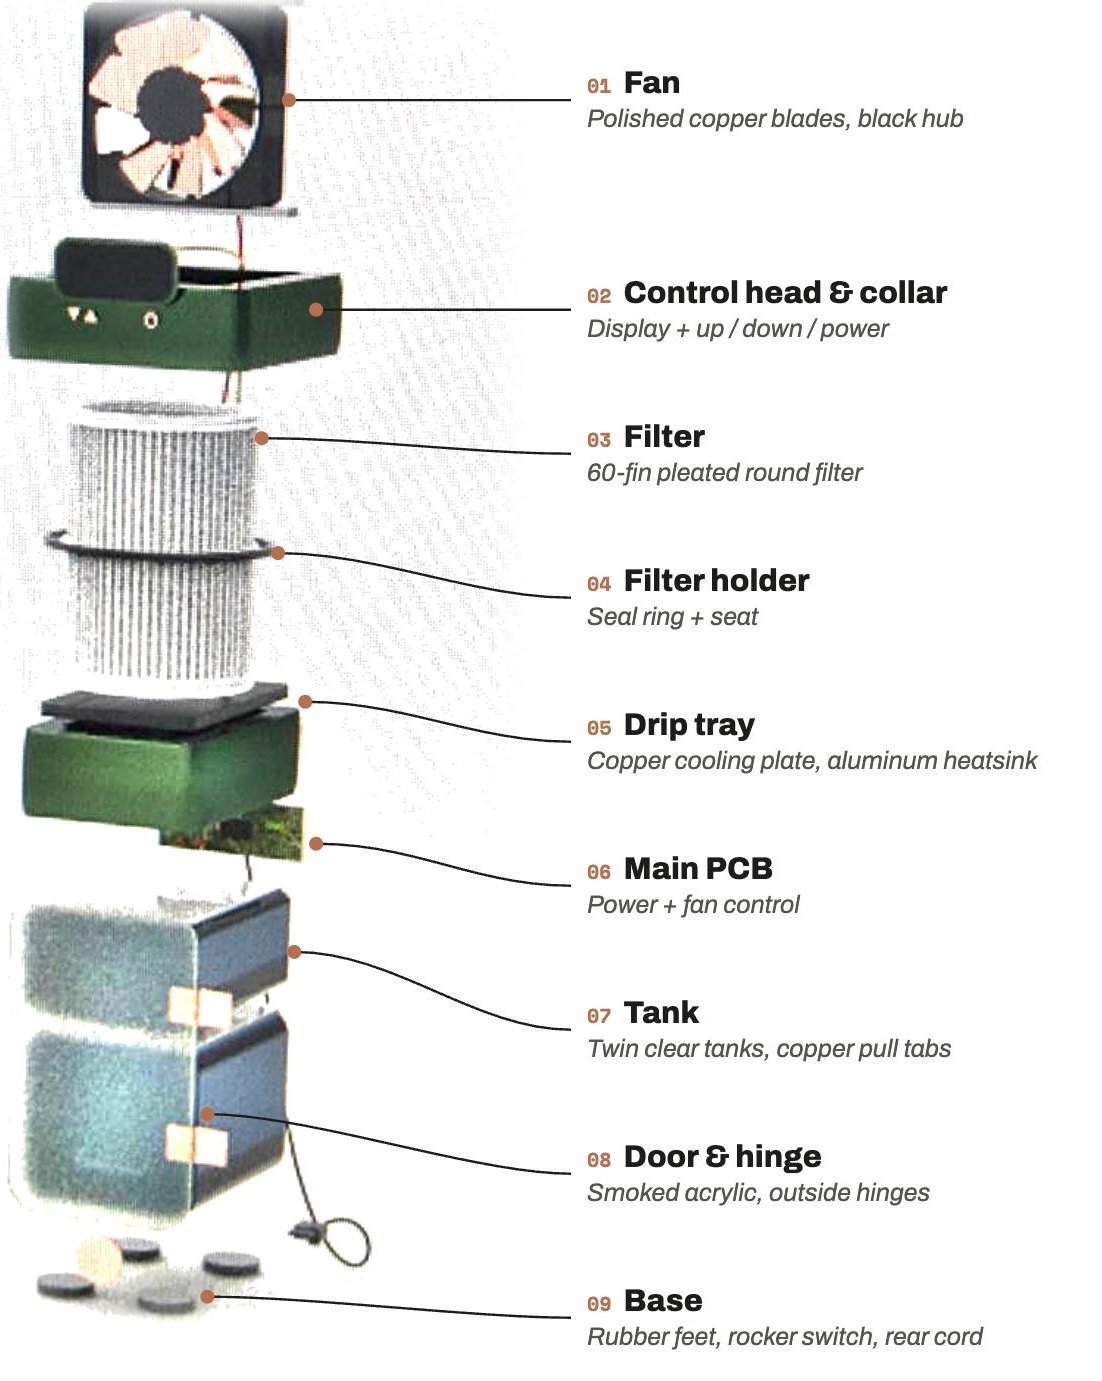 01 Fan
Polished copper blades, black hub
02 Control head & collar
Display + up / down / power
03 Filter
60-fin pleated round filter
04 Filter holder
Seal ring + seat
05 Drip tray
Copper cooling plate, aluminum heatsink
06 Main PCB
Power + fan control
07 Tank
Twin clear tanks, copper pull tabs
08 Door & hinge
Smoked acrylic, outside hinges
09 Base
Rubber feet, rocker switch, rear cord